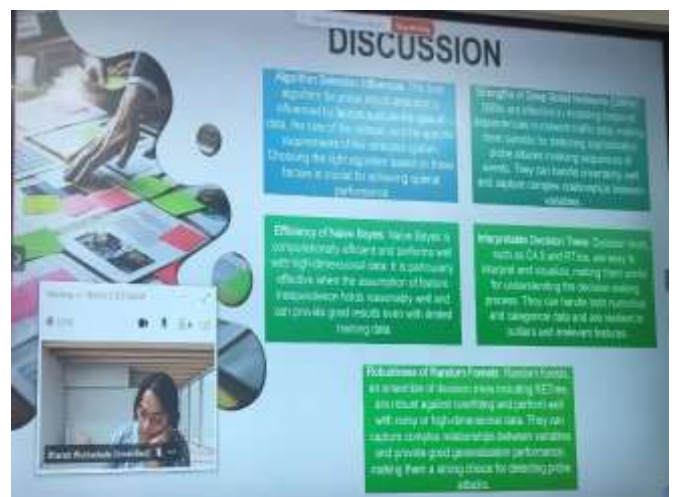 DISCUSSION
Algorithm Selection Influences: The best
algorithm for probe attack detection is
influenced by factors such as the type of
data, the size of the dataset, and the specific
requirements of the detection system.
Choosing the right algorithm based on these
factors is crucial for achieving optimal
performance.
Strengths of Deep Belief Networks (DBNs):
DBNs are effective in modeling temporal
dependencies in network traffic data, making
them suitable for detecting sophisticated
probe attacks involving sequences of
events. They can handle uncertainty well
and capture complex relationships between
variables.
Efficiency of Naive Bayes: Naive Bayes is
computationally efficient and performs well
with high-dimensional data. It is particularly
effective when the assumption of feature
independence holds reasonably well and
can provide good results even with limited
training data.
Interpretable Decision Trees: Decision trees,
such as C4.5 and RTree, are easy to
interpret and visualize, making them useful
for understanding the decision-making
process. They can handle both numerical
and categorical data and are resilient to
outliers and irrelevant features.
Robustness of Random Forests: Random forests,
an ensemble of decision trees including
are robust against overfitting and perform well
with noisy or high-dimensional data. They can
capture complex relationships between variables
and provide good generalization performance,
making them a strong choice for detecting probe
attacks.